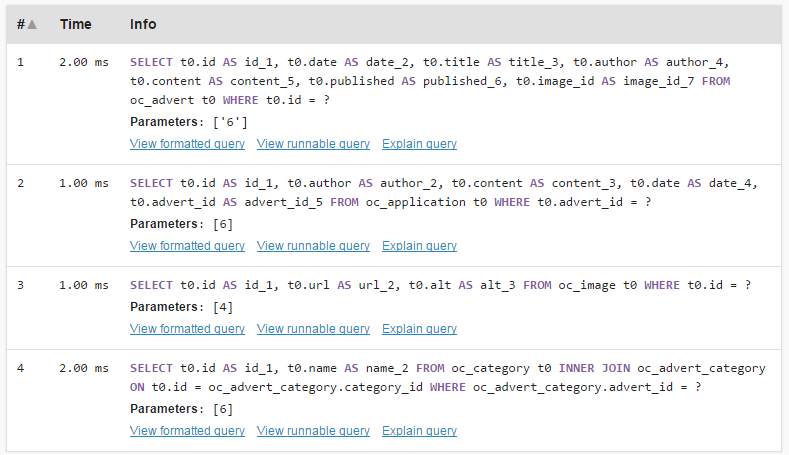 #▲ Time Info
1 2.00 ms SELECT t0.id AS id_1, t0.date AS date_2, t0.title AS title_3, t0.author AS author_4,
t0.content AS content_5, t0.published AS published_6, t0.image_id AS image_id_7 FROM
oc_advert t0 WHERE t0.id = ?
Parameters: ['6']
View formatted query View runnable query Explain query
2 1.00 ms SELECT t0.id AS id_1, t0.author AS author_2, t0.content AS content_3, t0.date AS date_4,
t0.advert_id AS advert_id_5 FROM oc_application t0 WHERE t0.advert_id = ?
Parameters: [6]
View formatted query View runnable query Explain query
3 1.00 ms SELECT t0.id AS id_1, t0.url AS url_2, t0.alt AS alt_3 FROM oc_image t0 WHERE t0.id = ?
Parameters: [4]
View formatted query View runnable query Explain query
4 2.00 ms SELECT t0.id AS id_1, t0.name AS name_2 FROM oc_category t0 INNER JOIN oc_advert_category
ON t0.id = oc_advert_category.category_id WHERE oc_advert_category.advert_id = ?
Parameters: [6]
View formatted query View runnable query Explain query